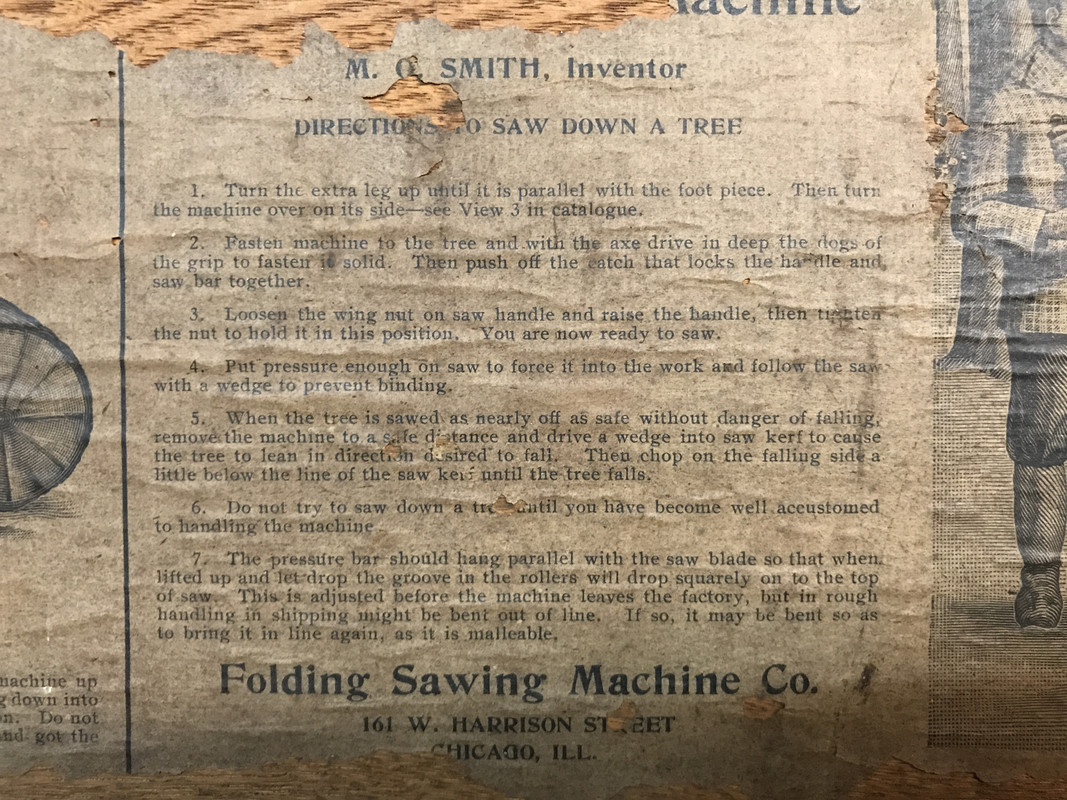 Machine
M. O. SMITH, Inventor
DIRECTIONS TO SAW DOWN A TREE
1. Turn the extra leg up until it is parallel with the foot piece. Then turn
the machine over on its side—see View 3 in catalogue.
2. Fasten machine to the tree and with the axe drive in deep the dogs of
the grip to fasten it solid. Then push off the catch that locks the handle and
saw bar together.
3. Loosen the wing nut on saw handle and raise the handle, then tighten
the nut to hold it in this position. You are now ready to saw.
4. Put pressure enough on saw to force it into the work and follow the saw
with a wedge to prevent binding.
5. When the tree is sawed as nearly off as safe without danger of falling,
remove the machine to a safe distance and drive a wedge into saw kerf to cause
the tree to lean in direction desired to fall. Then chop on the falling side a
little below the line of the saw kerf until the tree falls.
6. Do not try to saw down a tree until you have become well accustomed
to handling the machine
7. The pressure bar should hang parallel with the saw blade so that when
lifted up and let drop the groove in the rollers will drop squarely on to the top
of saw. This is adjusted before the machine leaves the factory, but in rough
handling in shipping might be bent out of line. If so, it may be bent so as
to bring it in line again, as it is malleable.
Folding Sawing Machine Co.
161 W. HARRISON STREET
CHICAGO, ILL.
machine up
down into
Do not
and got the